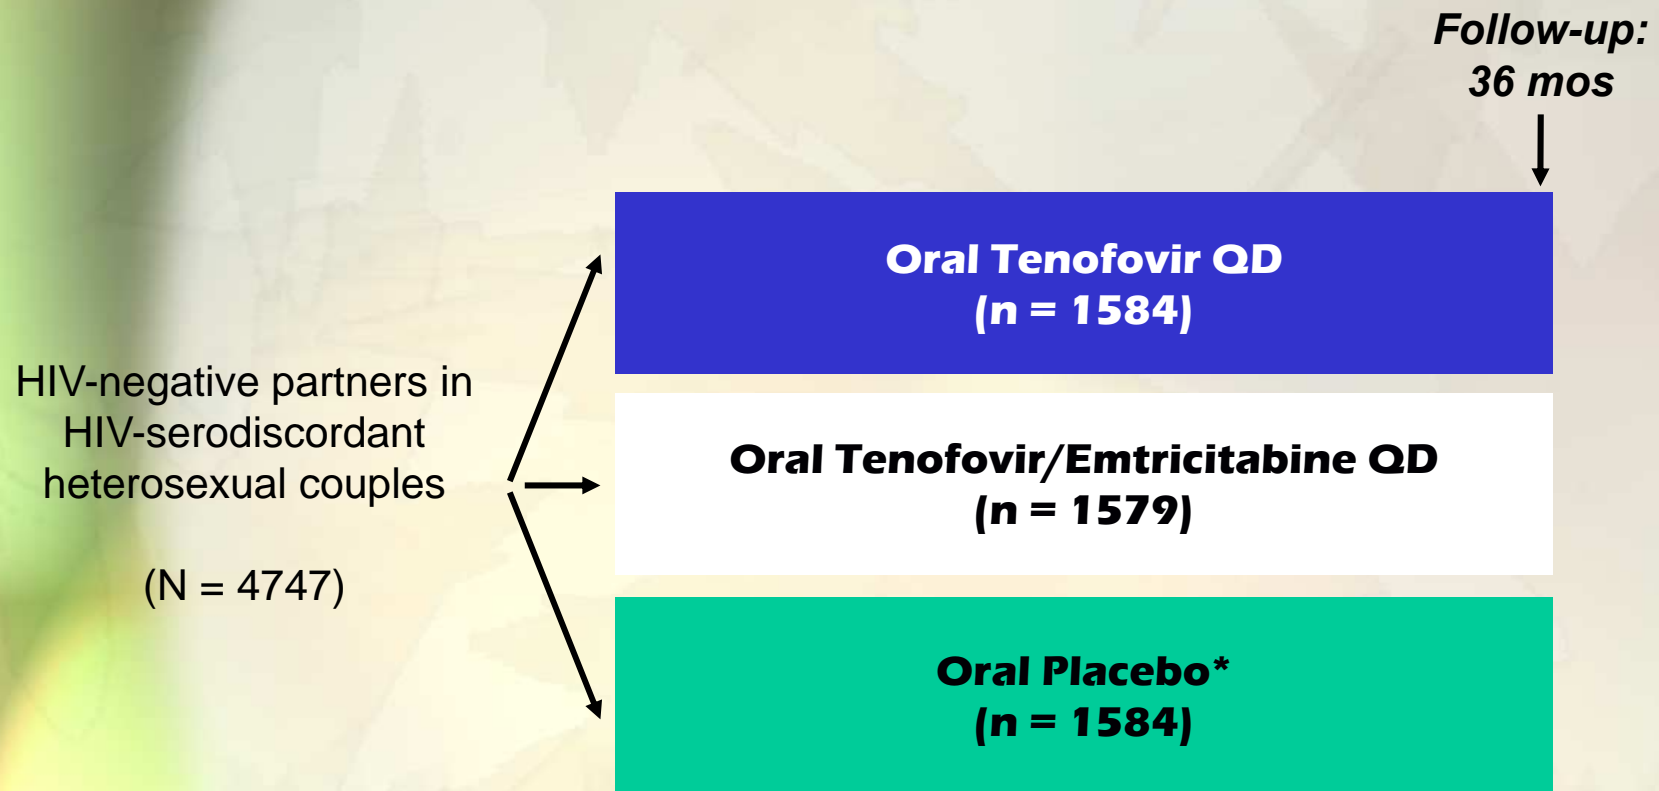 Follow-up:
36 mos
HIV-negative partners in
HIV-serodiscordant
heterosexual couples
(N = 4747)
Oral Tenofovir QD
(n = 1584)
Oral Tenofovir/Emtricitabine QD
(n = 1579)
Oral Placebo*
(n = 1584)